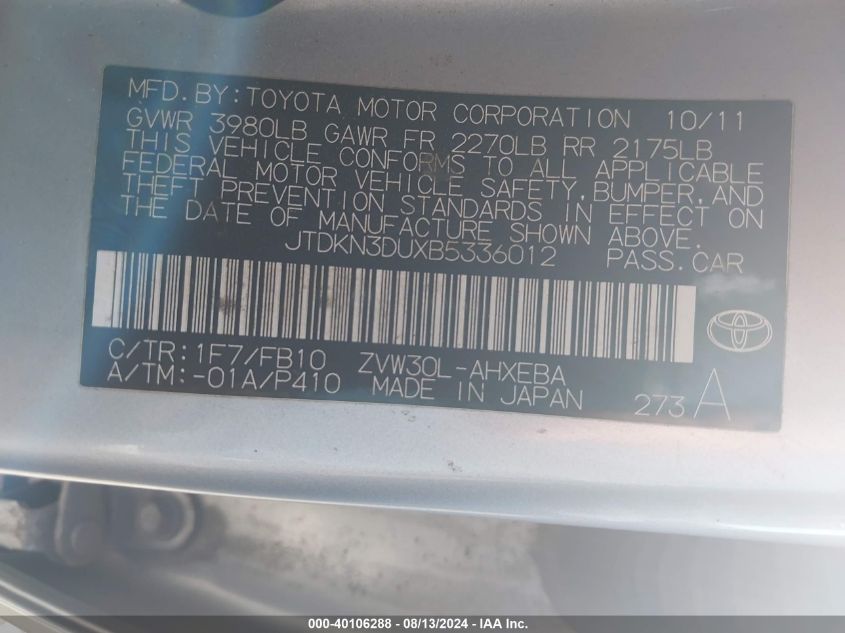 MFD. BY: TOYOTA MOTOR CORPORATION 10/11
GVWR 3980LB GAWR FR 2270LB RR 2175LB
THIS VEHICLE CONFORMS TO ALL APPLICABLE
FEDERAL MOTOR VEHICLE SAFETY, BUMPER, AND
THEFT PREVENTION STANDARDS IN EFFECT ON
THE DATE OF MANUFACTURE SHOWN ABOVE.
JTDKN3DUXB5336012 PASS. CAR
C/TR: 1F7/FB10 ZVW30L-AHXEBA
A/TM: -01A/P410 MADE IN JAPAN 273 A
000-40106288 - 08/13/2024 - IAA Inc.